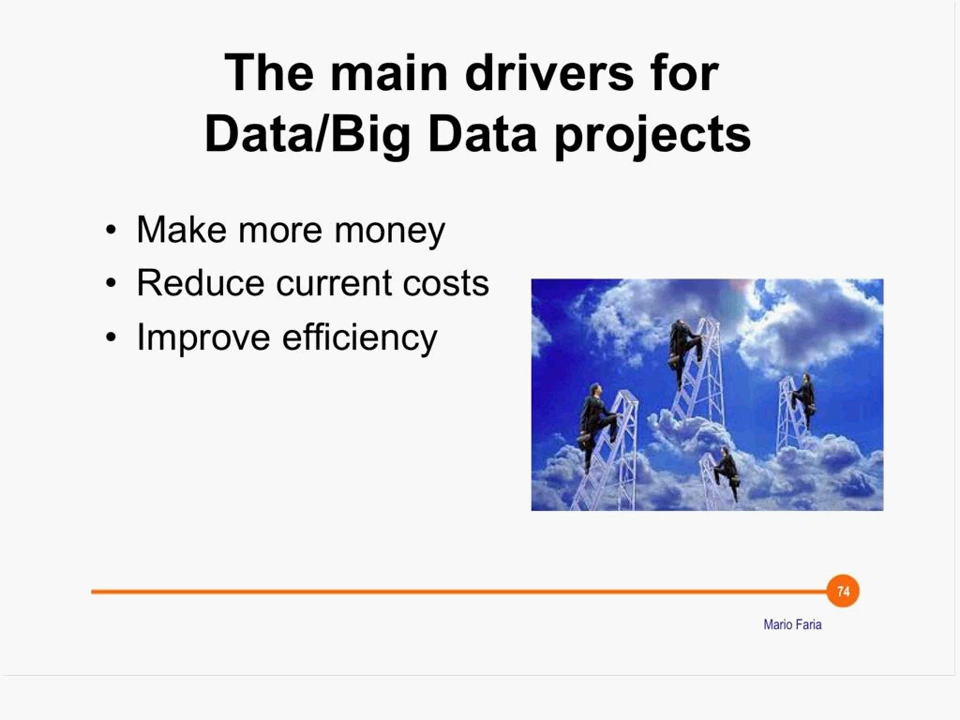 The main drivers for
Data/Big Data projects
• Make more money
• Reduce current costs
• Improve efficiency
74
Mario Faria